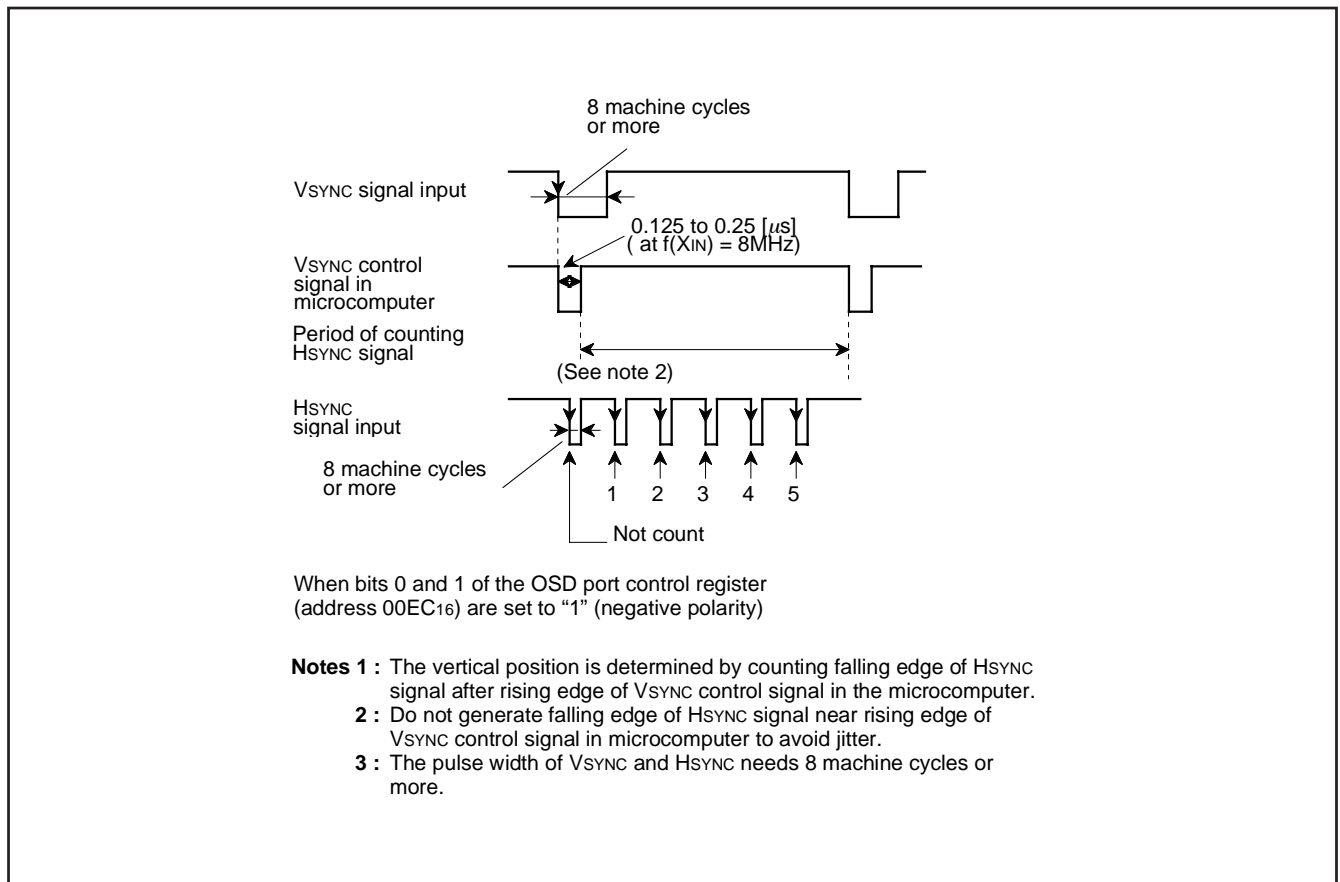 8 machine cycles
or more
VSYNC signal input
0.125 to 0.25 [μs]
( at f(XIN) = 8MHz)
VSYNC control
signal in
microcomputer
Period of counting
HSYNC signal
(See note 2)
HSYNC
signal input
8 machine cycles
or more
1 2 3 4 5
Not count
When bits 0 and 1 of the OSD port control register
(address 00EC16) are set to “1” (negative polarity)
Notes 1 : The vertical position is determined by counting falling edge of HSYNC
signal after rising edge of VSYNC control signal in the microcomputer.
2 : Do not generate falling edge of HSYNC signal near rising edge of
VSYNC control signal in microcomputer to avoid jitter.
3 : The pulse width of VSYNC and HSYNC needs 8 machine cycles or
more.